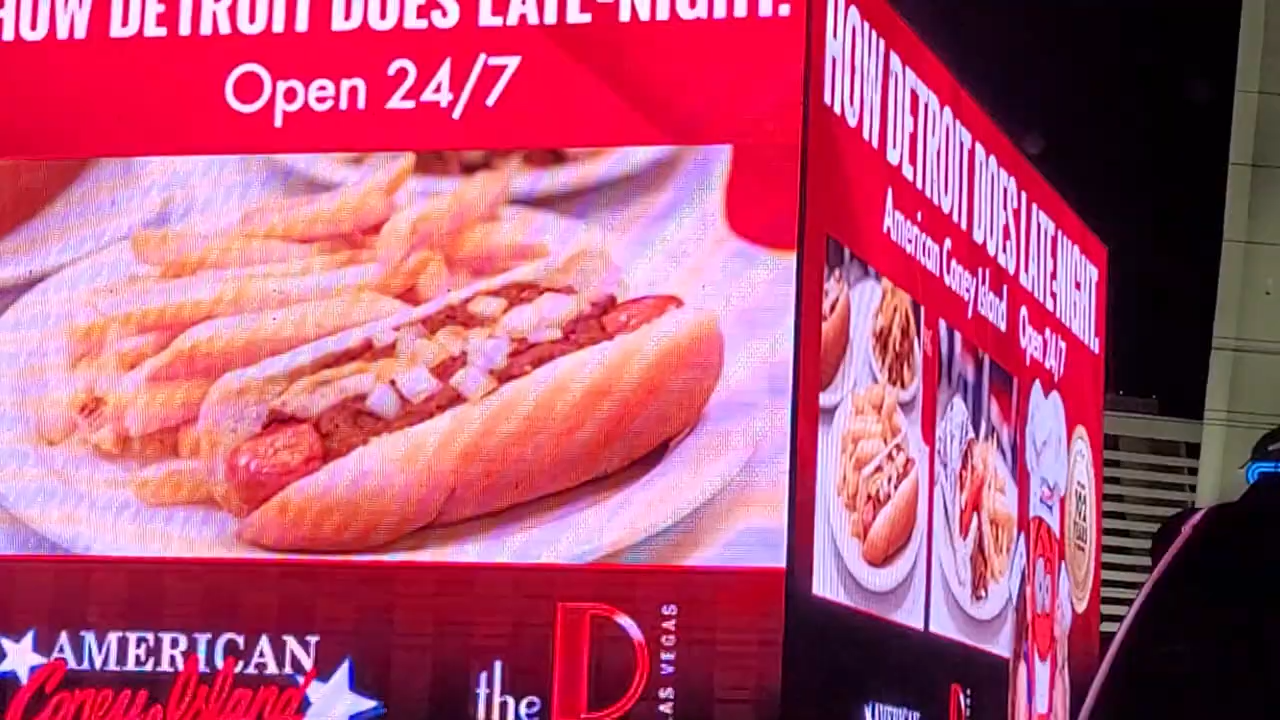 HOW DETROIT DOES LATE-NIGHT.
Open 24/7
AMERICAN
Coney Island
the D
LAS VEGAS
HOW DETROIT DOES LATE-NIGHT.
American Coney Island Open 24/7
AMERICAN
D